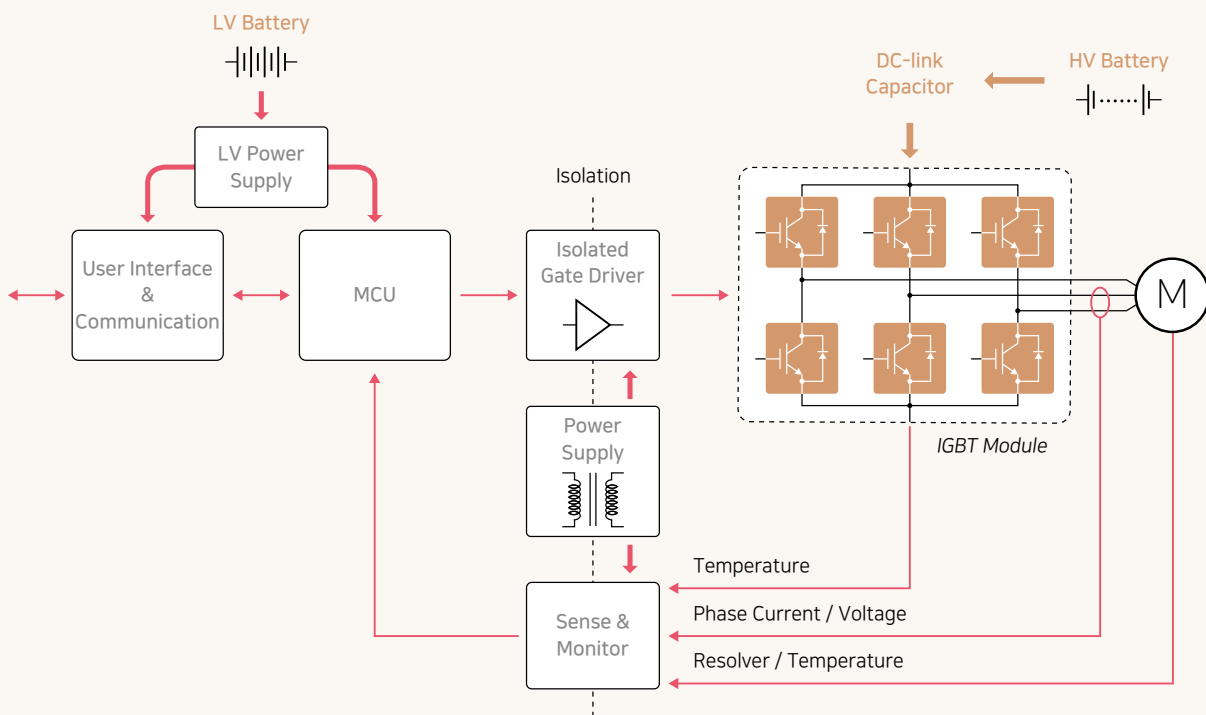 LV Battery
DC-link
Capacitor
HV Battery
LV Power
Supply
Isolation
User Interface
&
Communication
MCU
Isolated
Gate Driver
M
Power
Supply
IGBT Module
Temperature
Phase Current / Voltage
Sense &
Monitor
Resolver / Temperature